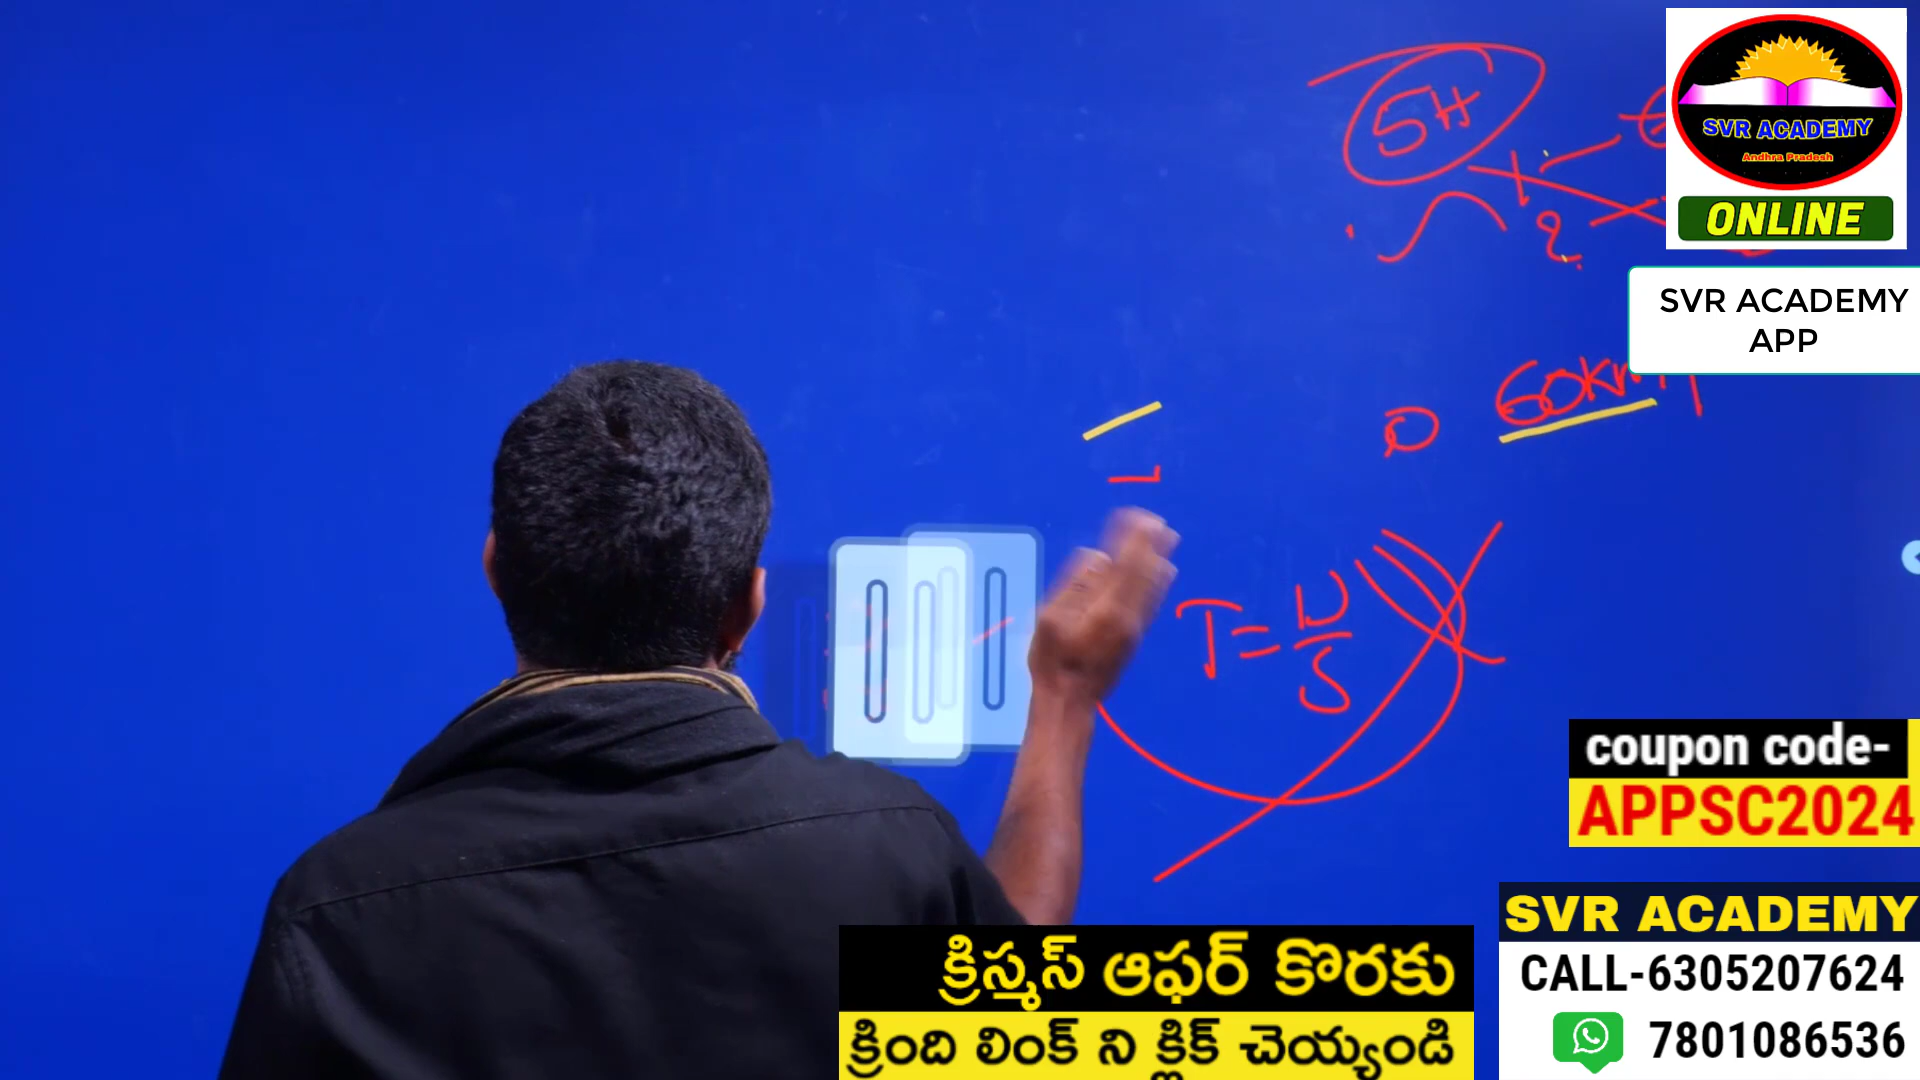 5H
?
60km
T = D
S
SVR ACADEMY
Andhra Pradesh
ONLINE
SVR ACADEMY
APP
coupon code-
APPSC2024
SVR ACADEMY
CALL-6305207624
7801086536
క్రిస్మస్ ఆఫర్ కొరకు
క్రింది లింక్ ని క్లిక్ చెయ్యండి